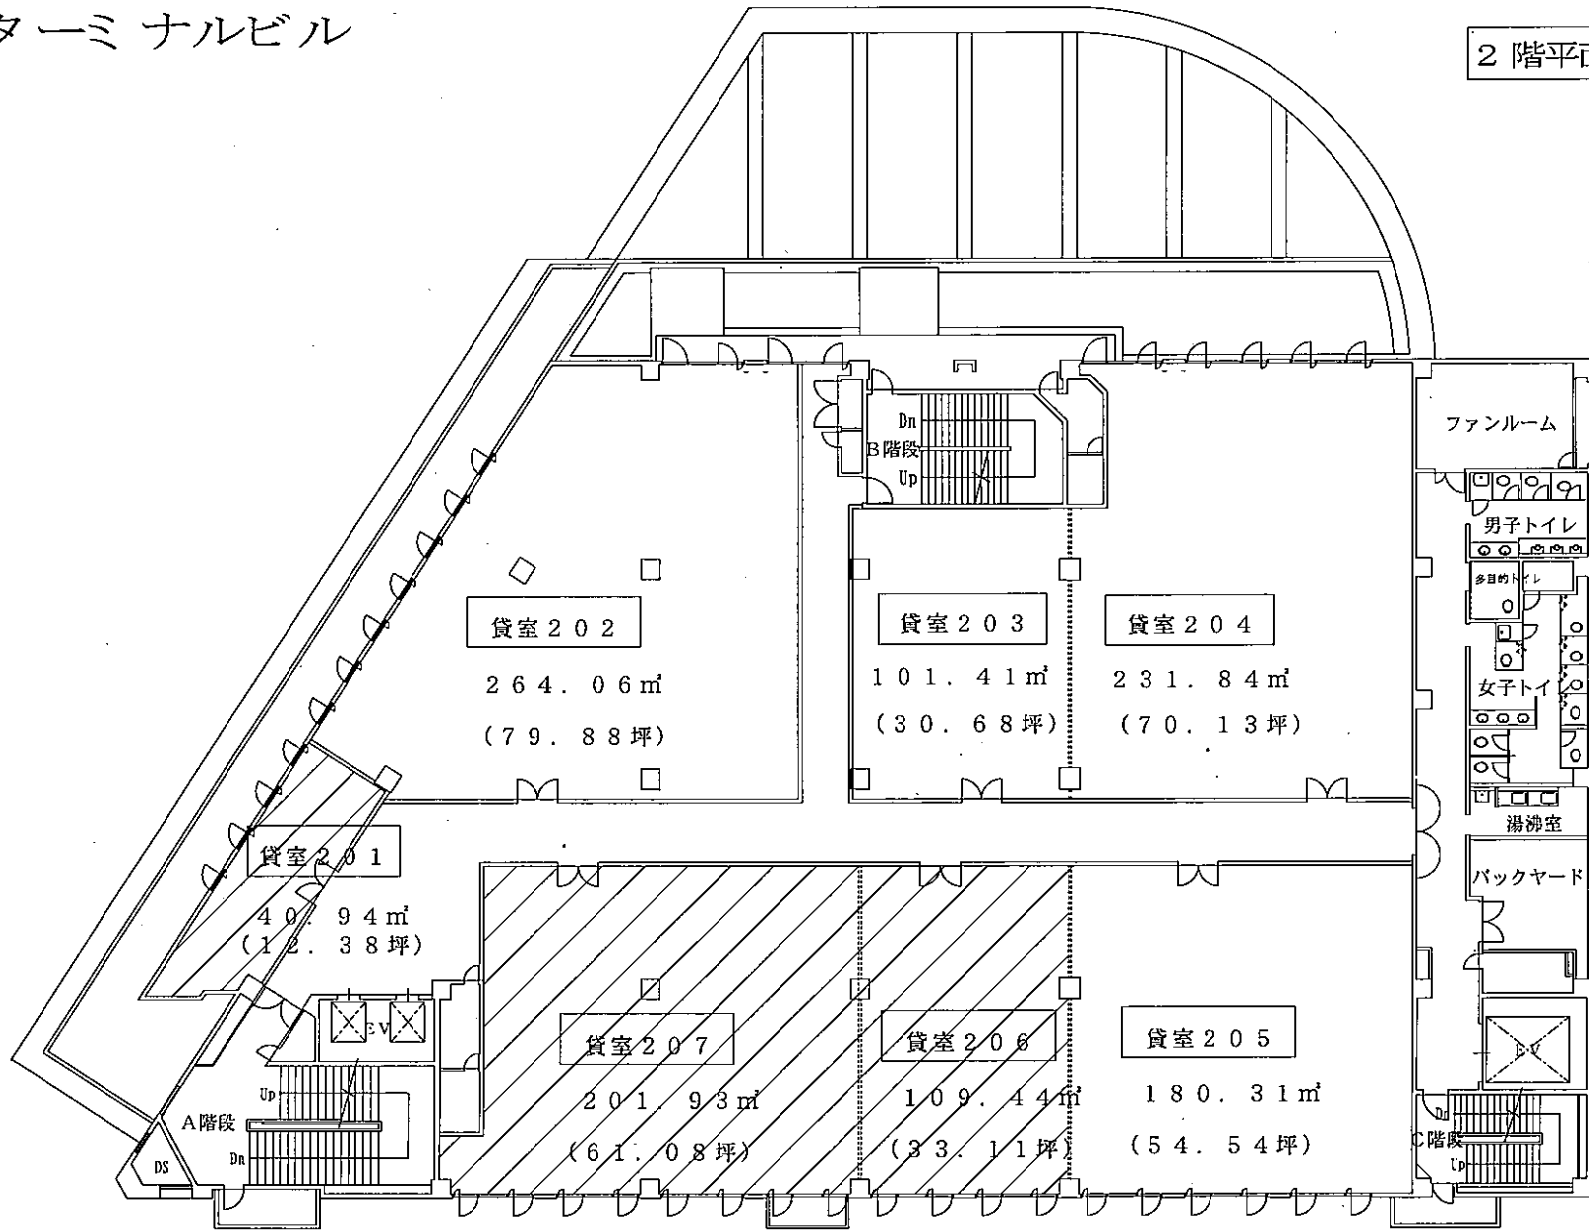 ターミナルビル
2階平面
ファンルーム
Dn
B階段
Up
男子トイレ
多目的トイレ
貸室202
264.06㎡
(79.88坪)
貸室203
101.41㎡
(30.68坪)
貸室204
231.84㎡
(70.13坪)
女子トイレ
湯沸室
バックヤード
貸室201
40.94㎡
(12.38坪)
EV
貸室207
201.93㎡
(61.08坪)
貸室206
109.44㎡
(33.11坪)
貸室205
180.31㎡
(54.54坪)
EV
Up
A階段
Dn
DS
Dn
C階段
Up